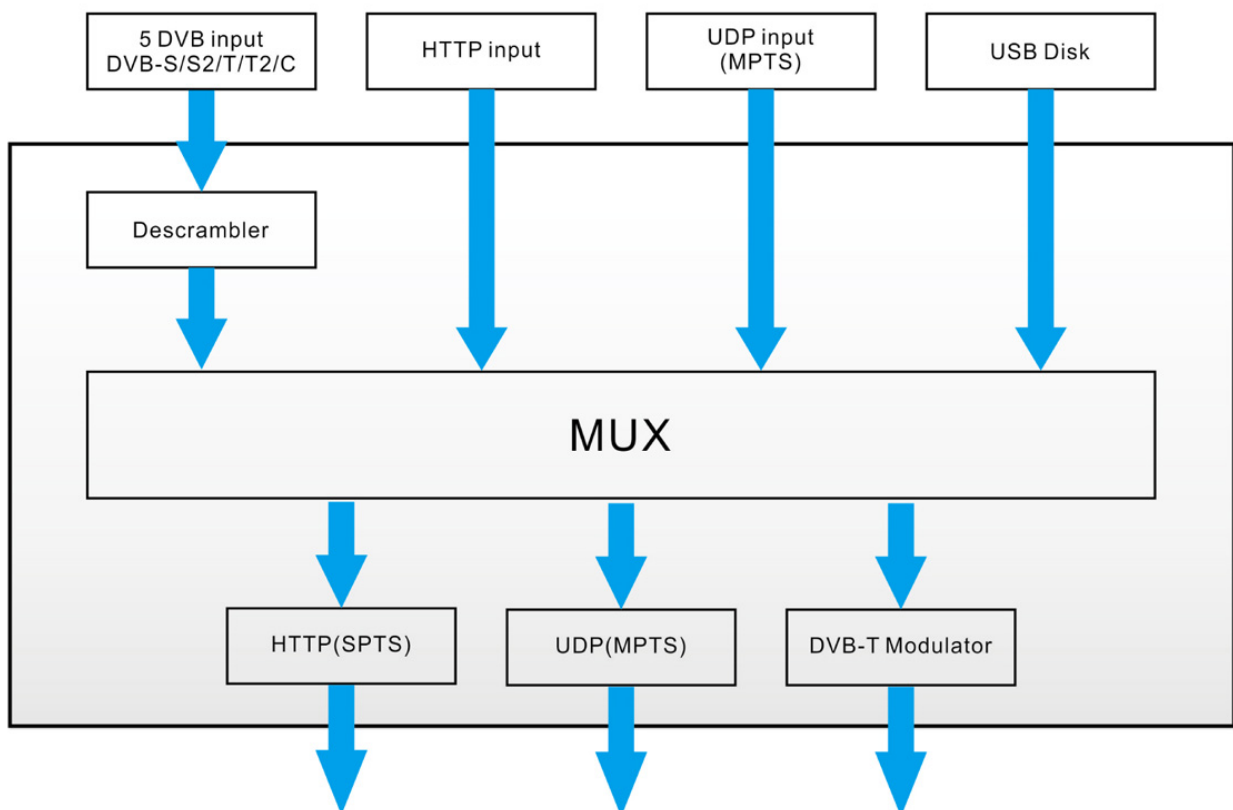 5 DVB input
DVB-S/S2/T/T2/C
HTTP input
UDP input
(MPTS)
USB Disk
Descrambler
MUX
HTTP(SPTS)
UDP(MPTS)
DVB-T Modulator